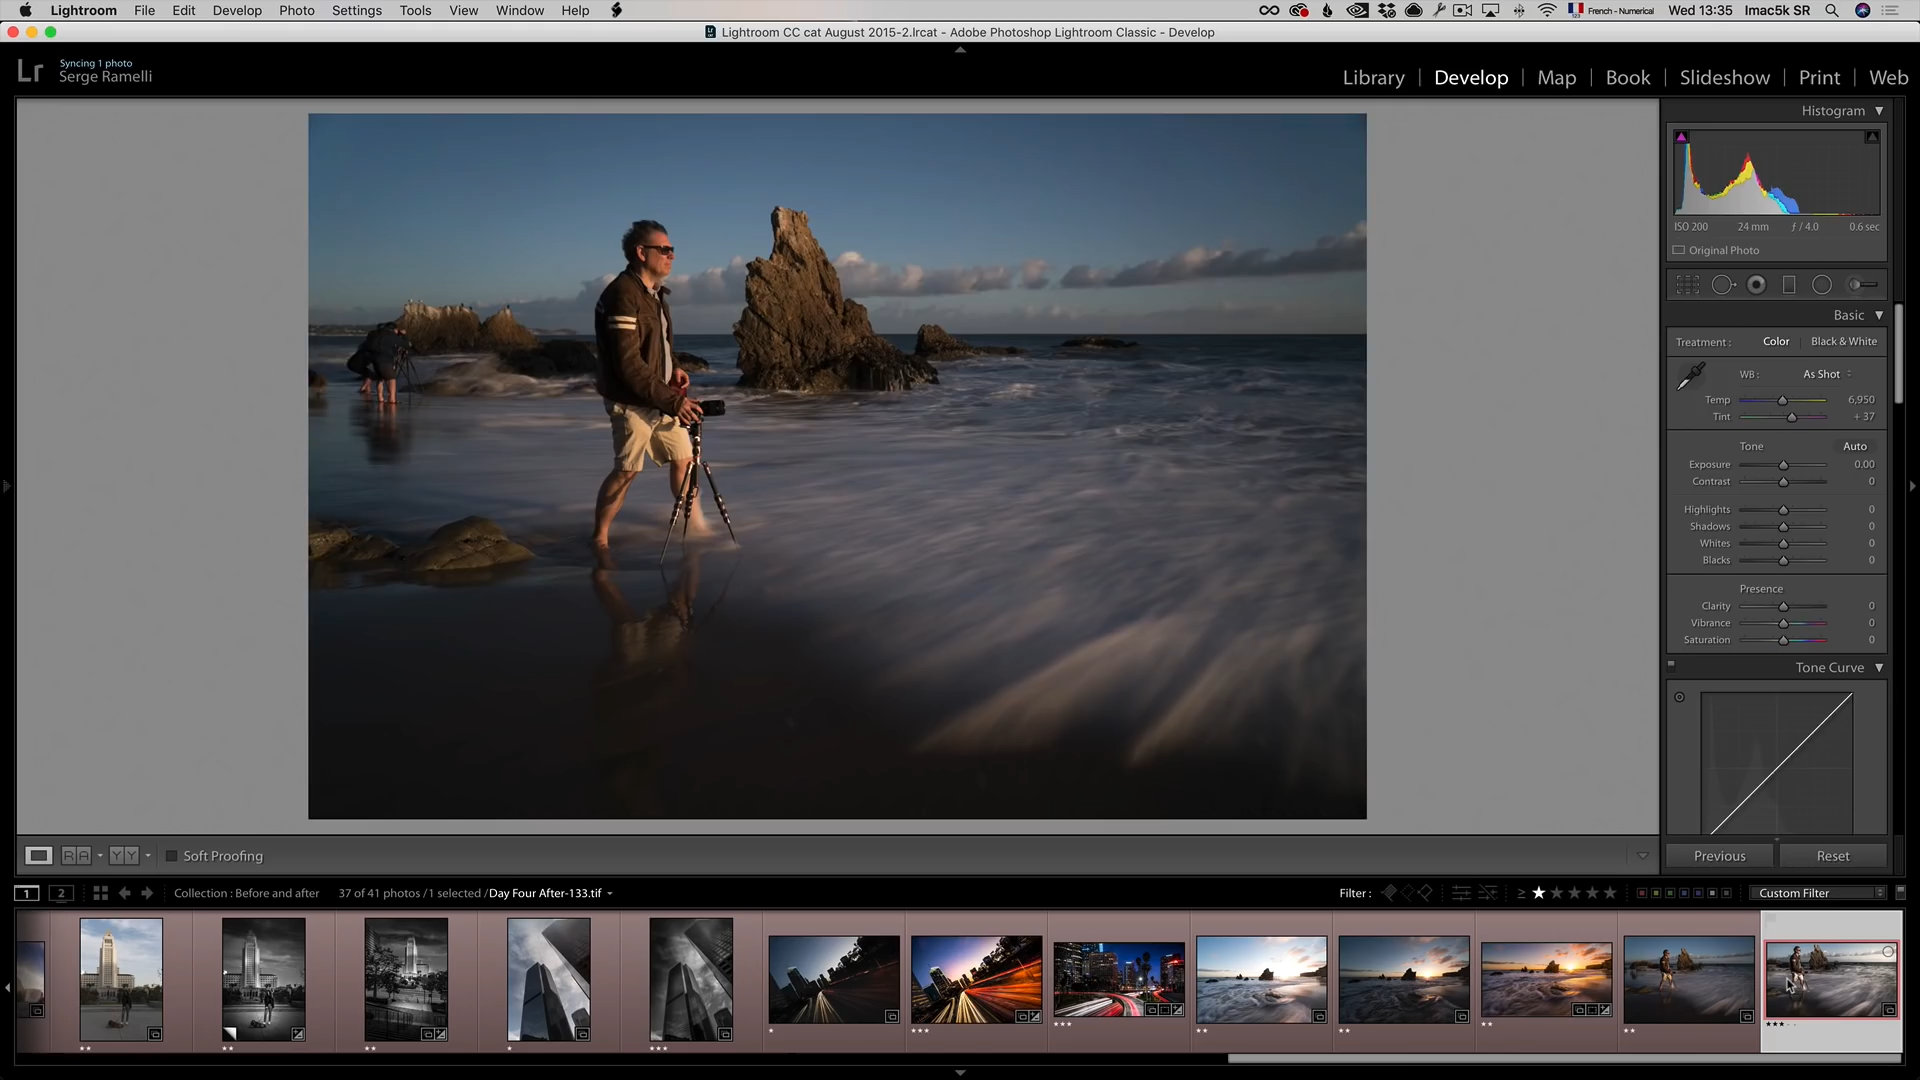 Lightroom File Edit Develop Photo Settings Tools View Window Help French - Numerical Wed 13:35 Imac5k SR
Lightroom CC cat August 2015-2.lrcat - Adobe Photoshop Lightroom Classic - Develop
Lr Syncing 1 photo
Serge Ramelli
Library | Develop | Map | Book | Slideshow | Print | Web
Histogram
ISO 200 24 mm ƒ / 4.0 0.6 sec
Original Photo
Basic
Treatment : Color Black & White
WB : As Shot
Temp 6,950
Tint + 37
Tone Auto
Exposure 0.00
Contrast 0
Highlights 0
Shadows 0
Whites 0
Blacks 0
Presence
Clarity 0
Vibrance 0
Saturation 0
Tone Curve
R A Y Y Soft Proofing
Previous Reset
1 2 Collection : Before and after 37 of 41 photos / 1 selected / Day Four After-133.tif Filter : ≥ Custom Filter